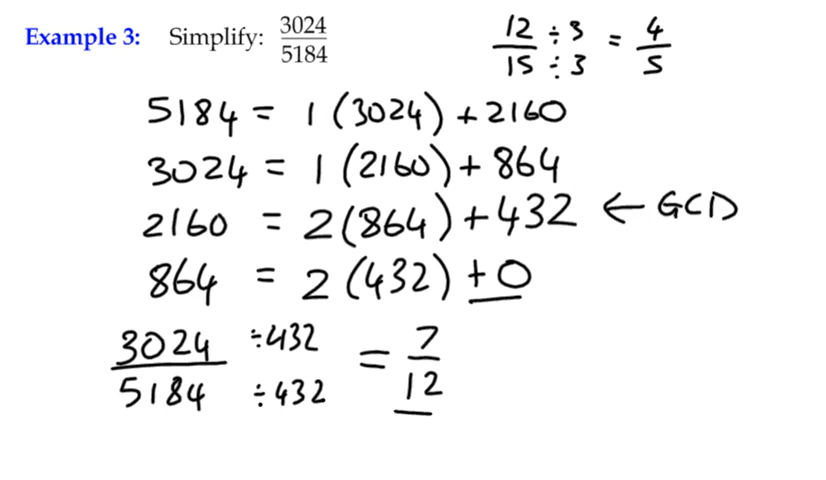 Example 3: Simplify: 3024/5184
12 ÷ 3 / 15 ÷ 3 = 4/5
5184 = 1 (3024) + 2160
3024 = 1 (2160) + 864
2160 = 2 (864) + 432 ← GCD
864 = 2 (432) + 0
3024 ÷432 / 5184 ÷432 = 7/12